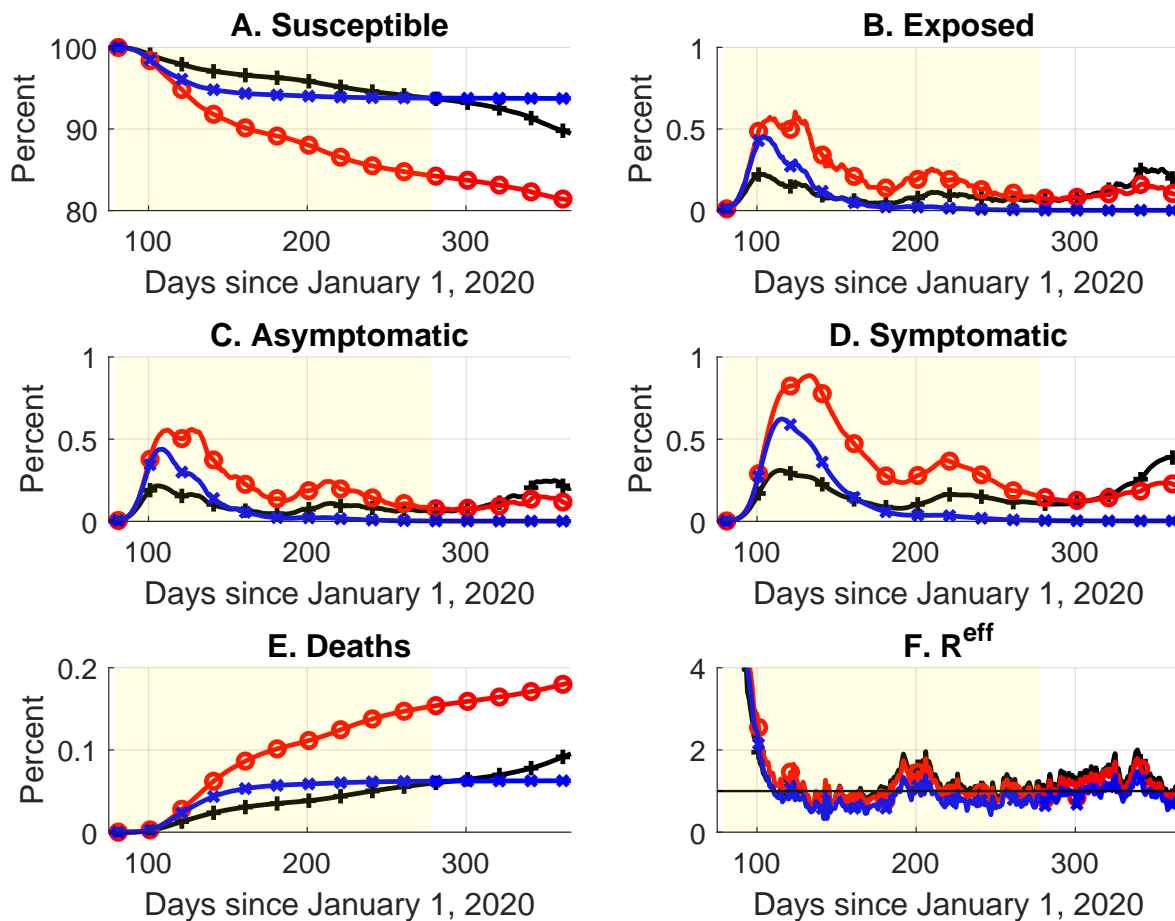 A. Susceptible
100
90
80
Percent
100 200 300
Days since January 1, 2020
B. Exposed
1
0.5
0
Percent
100 200 300
Days since January 1, 2020
C. Asymptomatic
1
0.5
0
Percent
100 200 300
Days since January 1, 2020
D. Symptomatic
1
0.5
0
Percent
100 200 300
Days since January 1, 2020
E. Deaths
0.2
0.1
0
Percent
100 200 300
Days since January 1, 2020
F. R^eff
4
2
0
100 200 300
Days since January 1, 2020